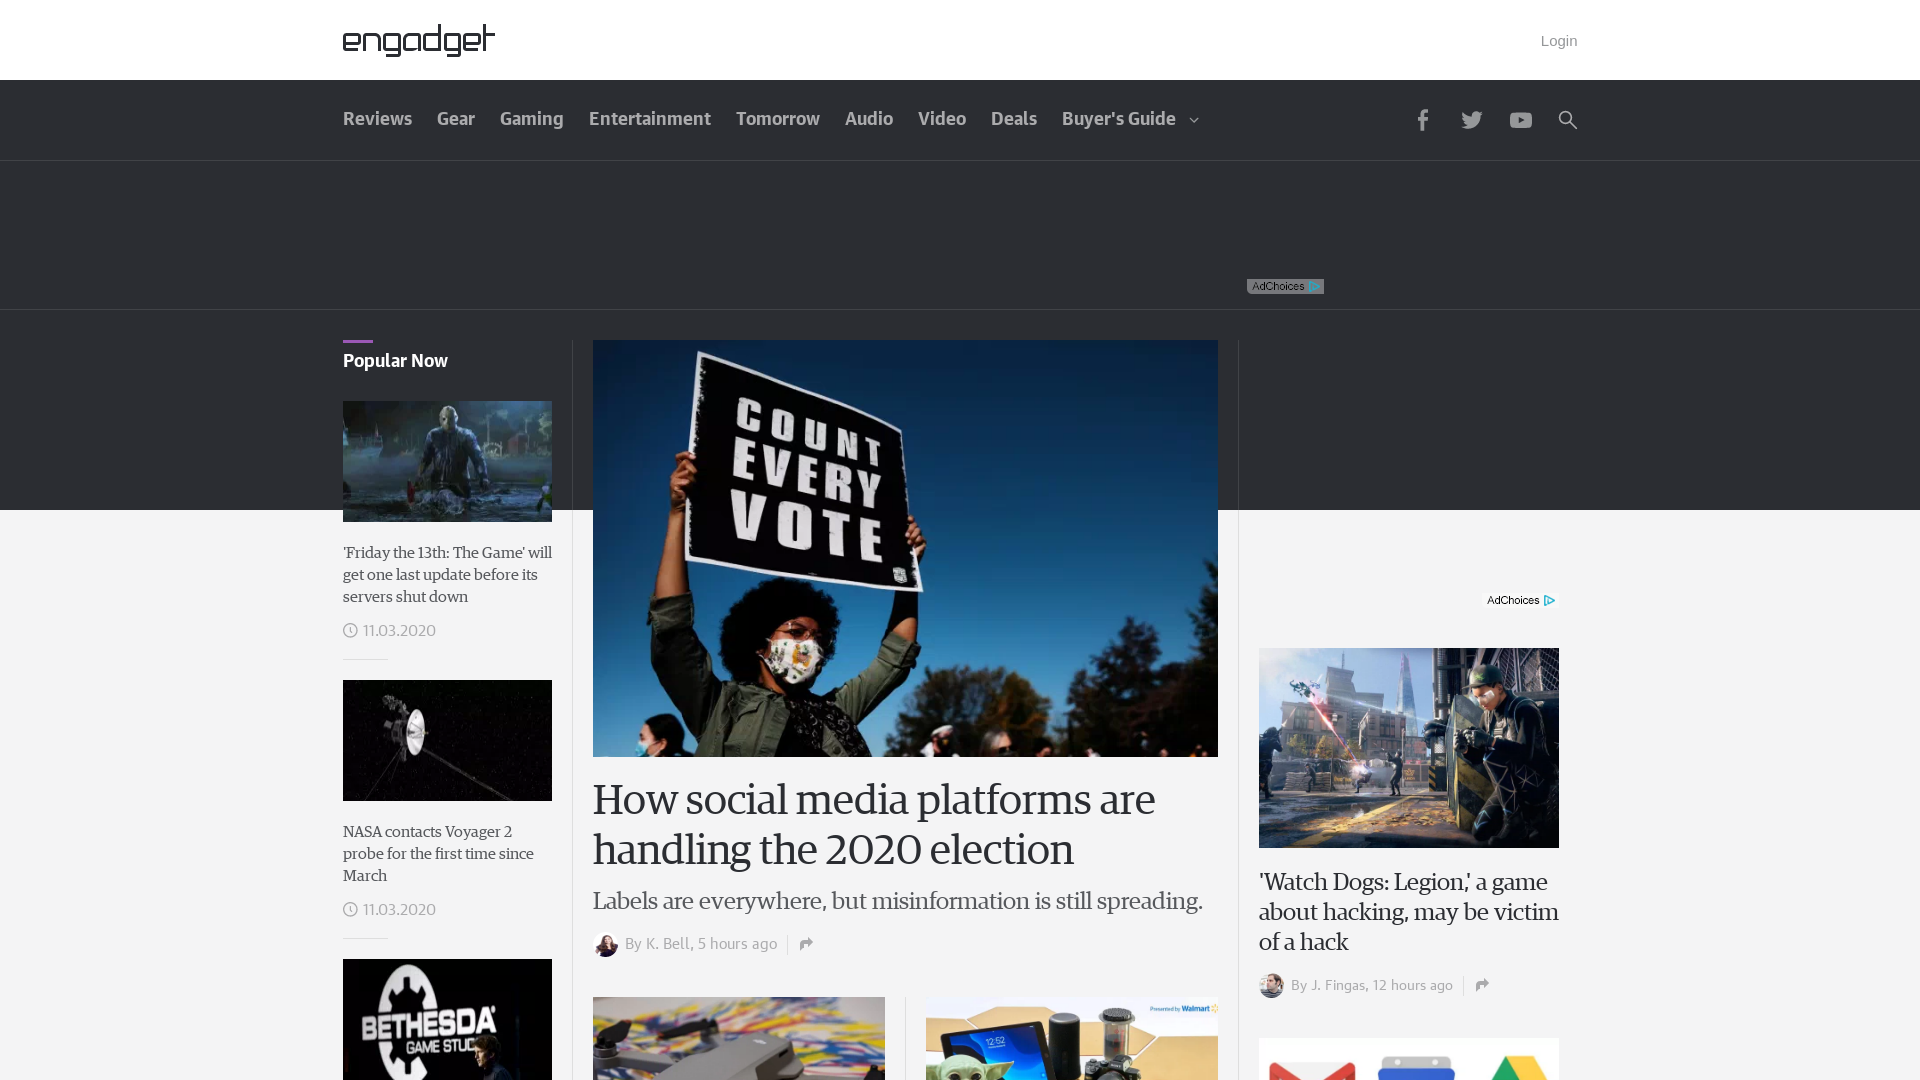 engadget
Login
Reviews Gear Gaming Entertainment Tomorrow Audio Video Deals Buyer's Guide
AdChoices
Popular Now
'Friday the 13th: The Game' will
get one last update before its
servers shut down
11.03.2020
NASA contacts Voyager 2
probe for the first time since
March
11.03.2020
BETHESDA
GAME STUD
COUNT
EVERY
VOTE
How social media platforms are
handling the 2020 election
Labels are everywhere, but misinformation is still spreading.
By K. Bell, 5 hours ago
Presented by Walmart
12:52
AdChoices
'Watch Dogs: Legion,' a game
about hacking, may be victim
of a hack
By J. Fingas, 12 hours ago